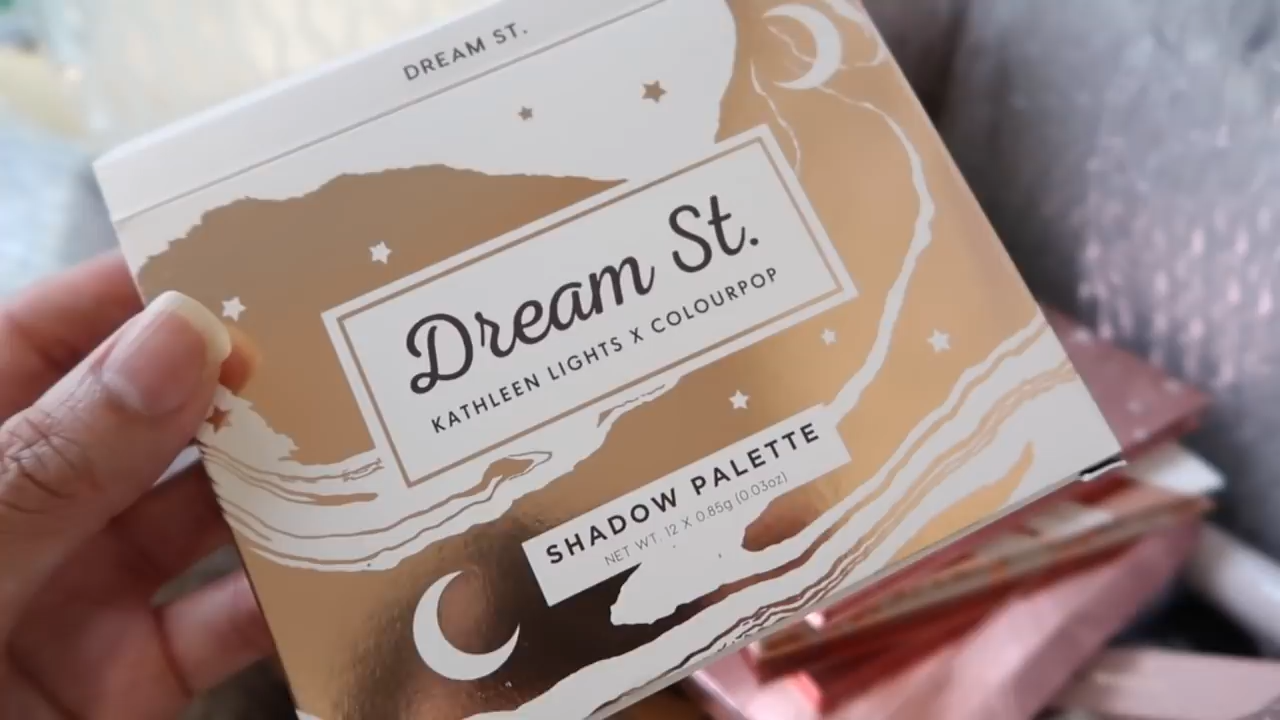 DREAM ST.
Dream St.
KATHLEEN LIGHTS X COLOURPOP
SHADOW PALETTE
NET WT. 12 X 0.85g (0.03oz)